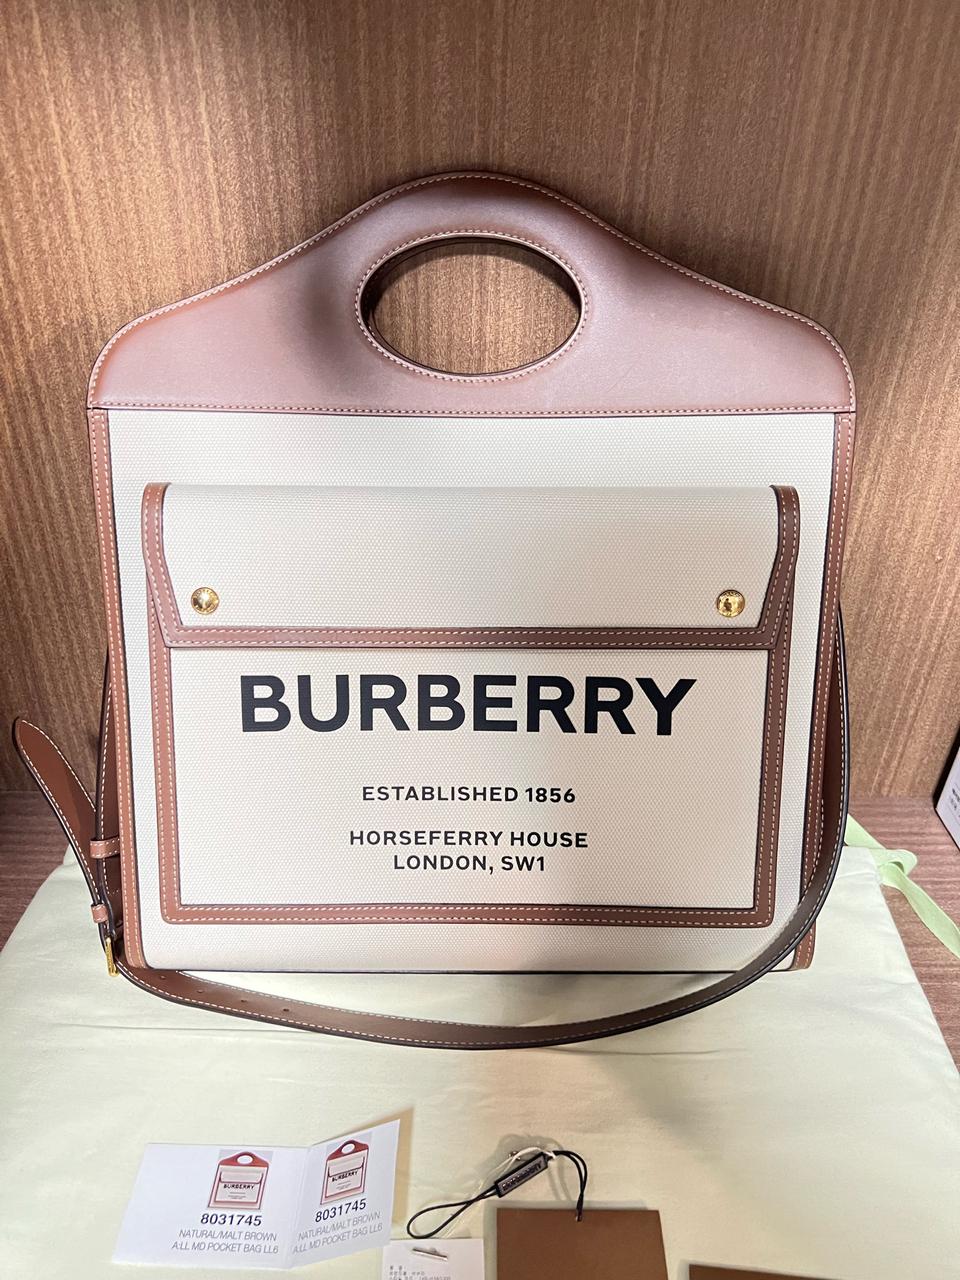 BURBERRY
ESTABLISHED 1856
HORSEFERRY HOUSE
LONDON, SW1
BURBERRY
8031745
NATURAL/MALT BROWN
A:LL MD POCKET BAG LL6
BURBERRY
8031745
NATURAL/MALT BROWN
A:LL MD POCKET BAG LL6
BURBERRY